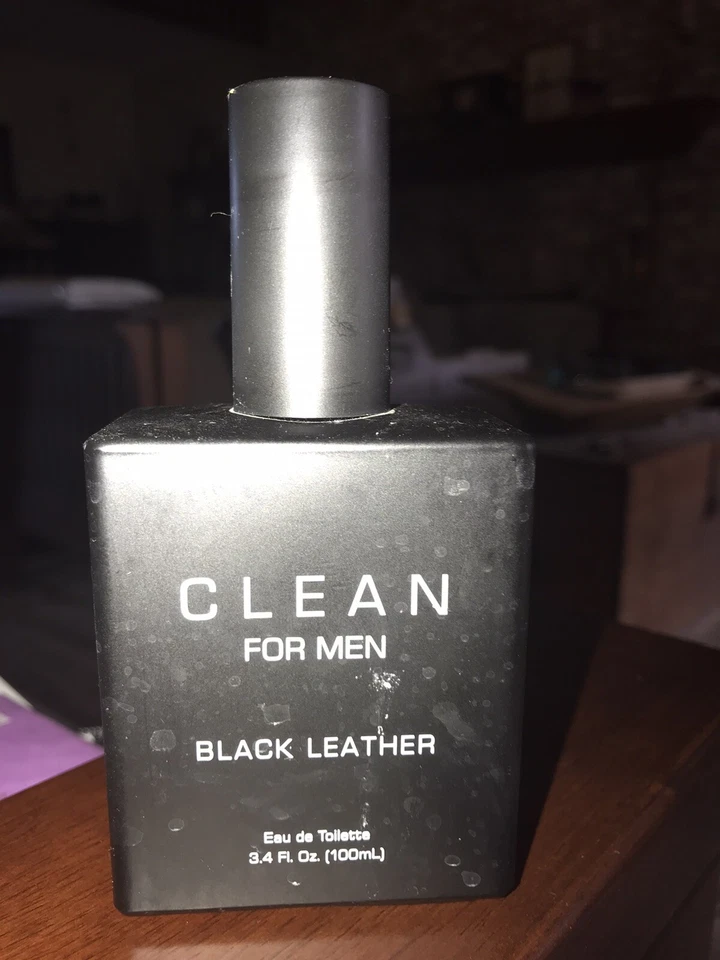 CLEAN
FOR MEN
BLACK LEATHER
Eau de Toilette
3.4 Fl. Oz. (100mL)